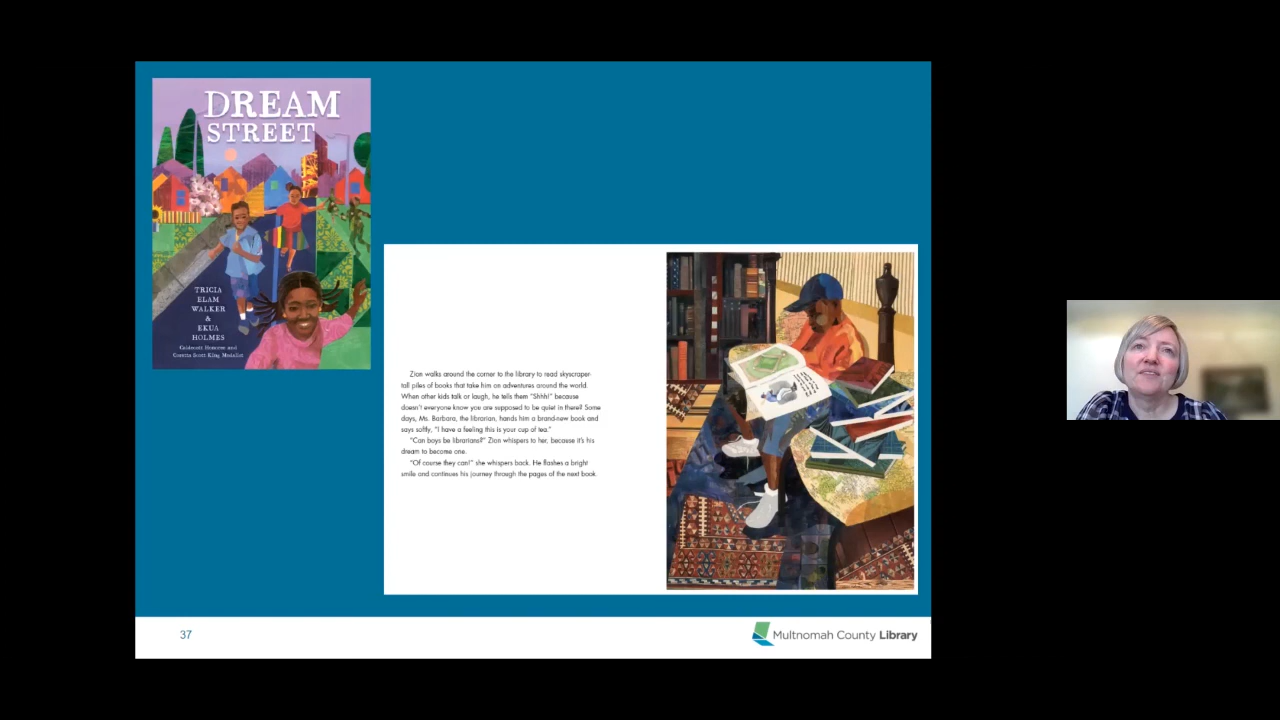 DREAM
STREET
TRICIA
ELAM
WALKER
&
EKUA
HOLMES
Caldecott Honoree and
Coretta Scott King Medalist
Zion walks around the corner to the library to read skyscraper-
tall piles of books that take him on adventures around the world.
When other kids talk or laugh, he tells them "Shhh!" because
doesn't everyone know you are supposed to be quiet in there? Some
days, Ms. Barbara, the librarian, hands him a brand-new book and
says softly, "I have a feeling this is your cup of tea."
"Can boys be librarians?" Zion whispers to her, because it's his
dream to become one.
"Of course they can!" she whispers back. He flashes a bright
smile and continues his journey through the pages of the next book.
37
Multnomah County Library